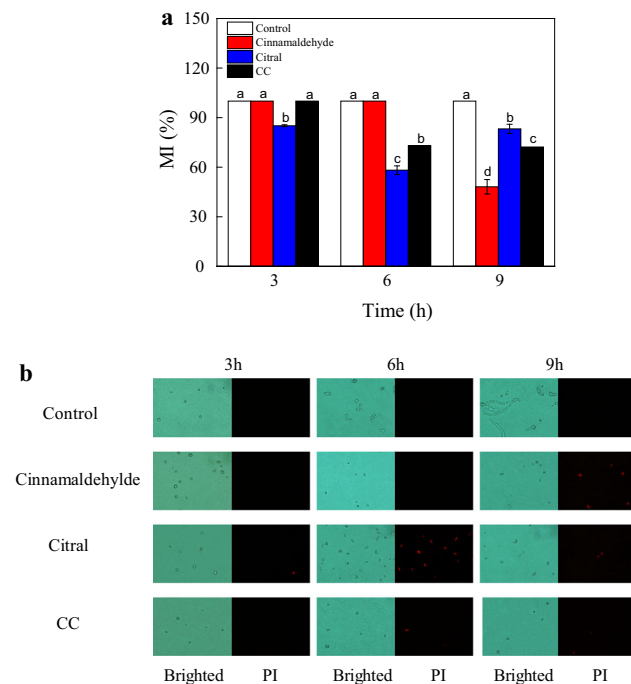 a
Control
Cinnamaldehyde
Citral
CC
MI (%)
150
120
90
60
30
0
a a b a
a a c b
a d b c
3 6 9
Time (h)
b
3h 6h 9h
Control
Cinnamaldehylde
Citral
CC
Brighted PI Brighted PI Brighted PI